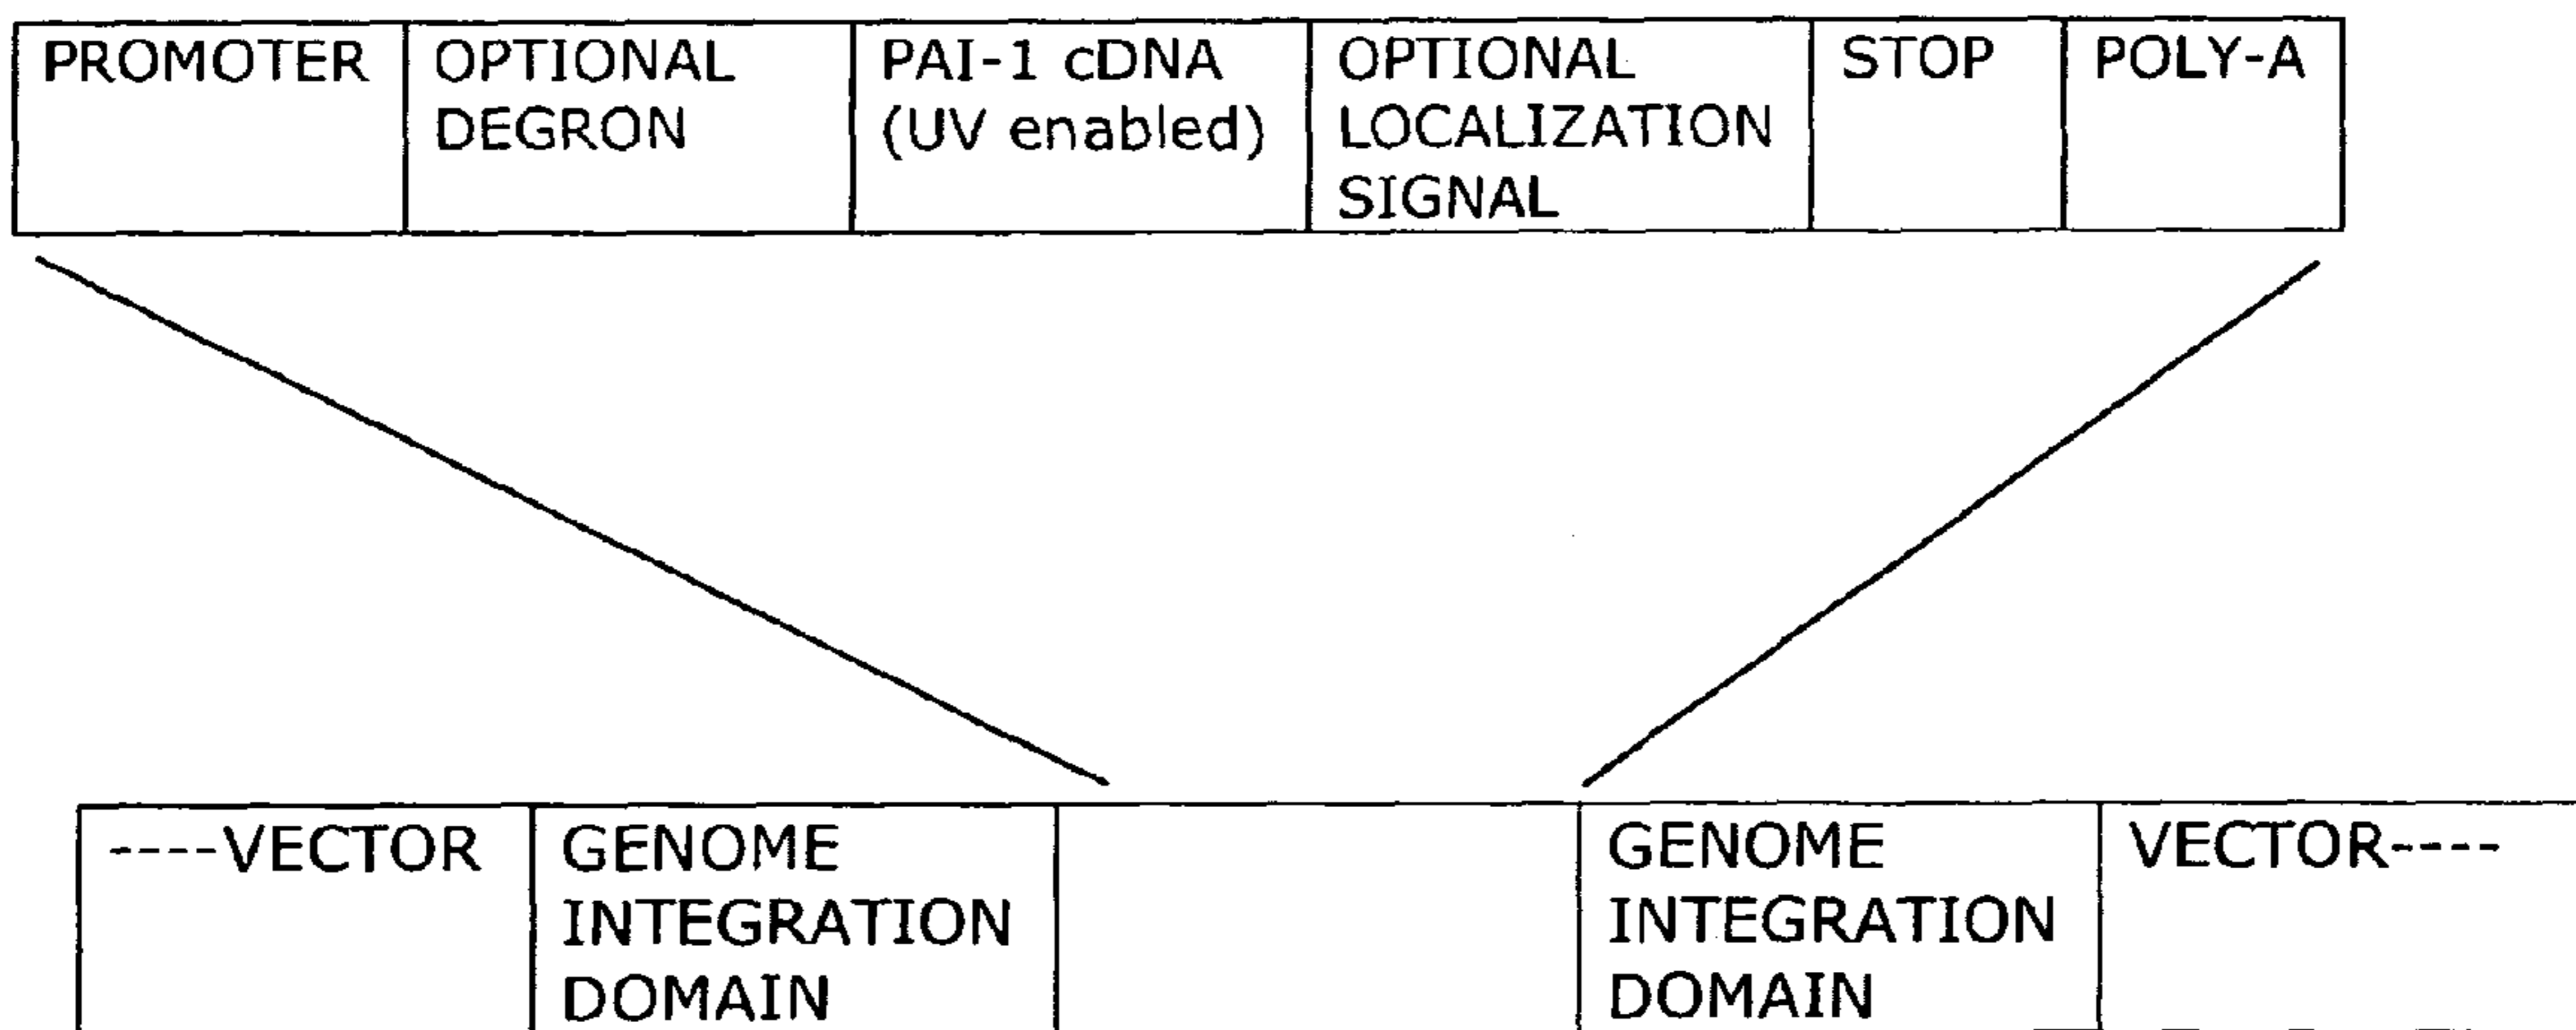 PROMOTER
OPTIONAL
DEGRON
PAI-1 cDNA
(UV enabled)
OPTIONAL
LOCALIZATION
SIGNAL
STOP
POLY-A
----VECTOR
GENOME
INTEGRATION
DOMAIN
GENOME
INTEGRATION
DOMAIN
VECTOR----